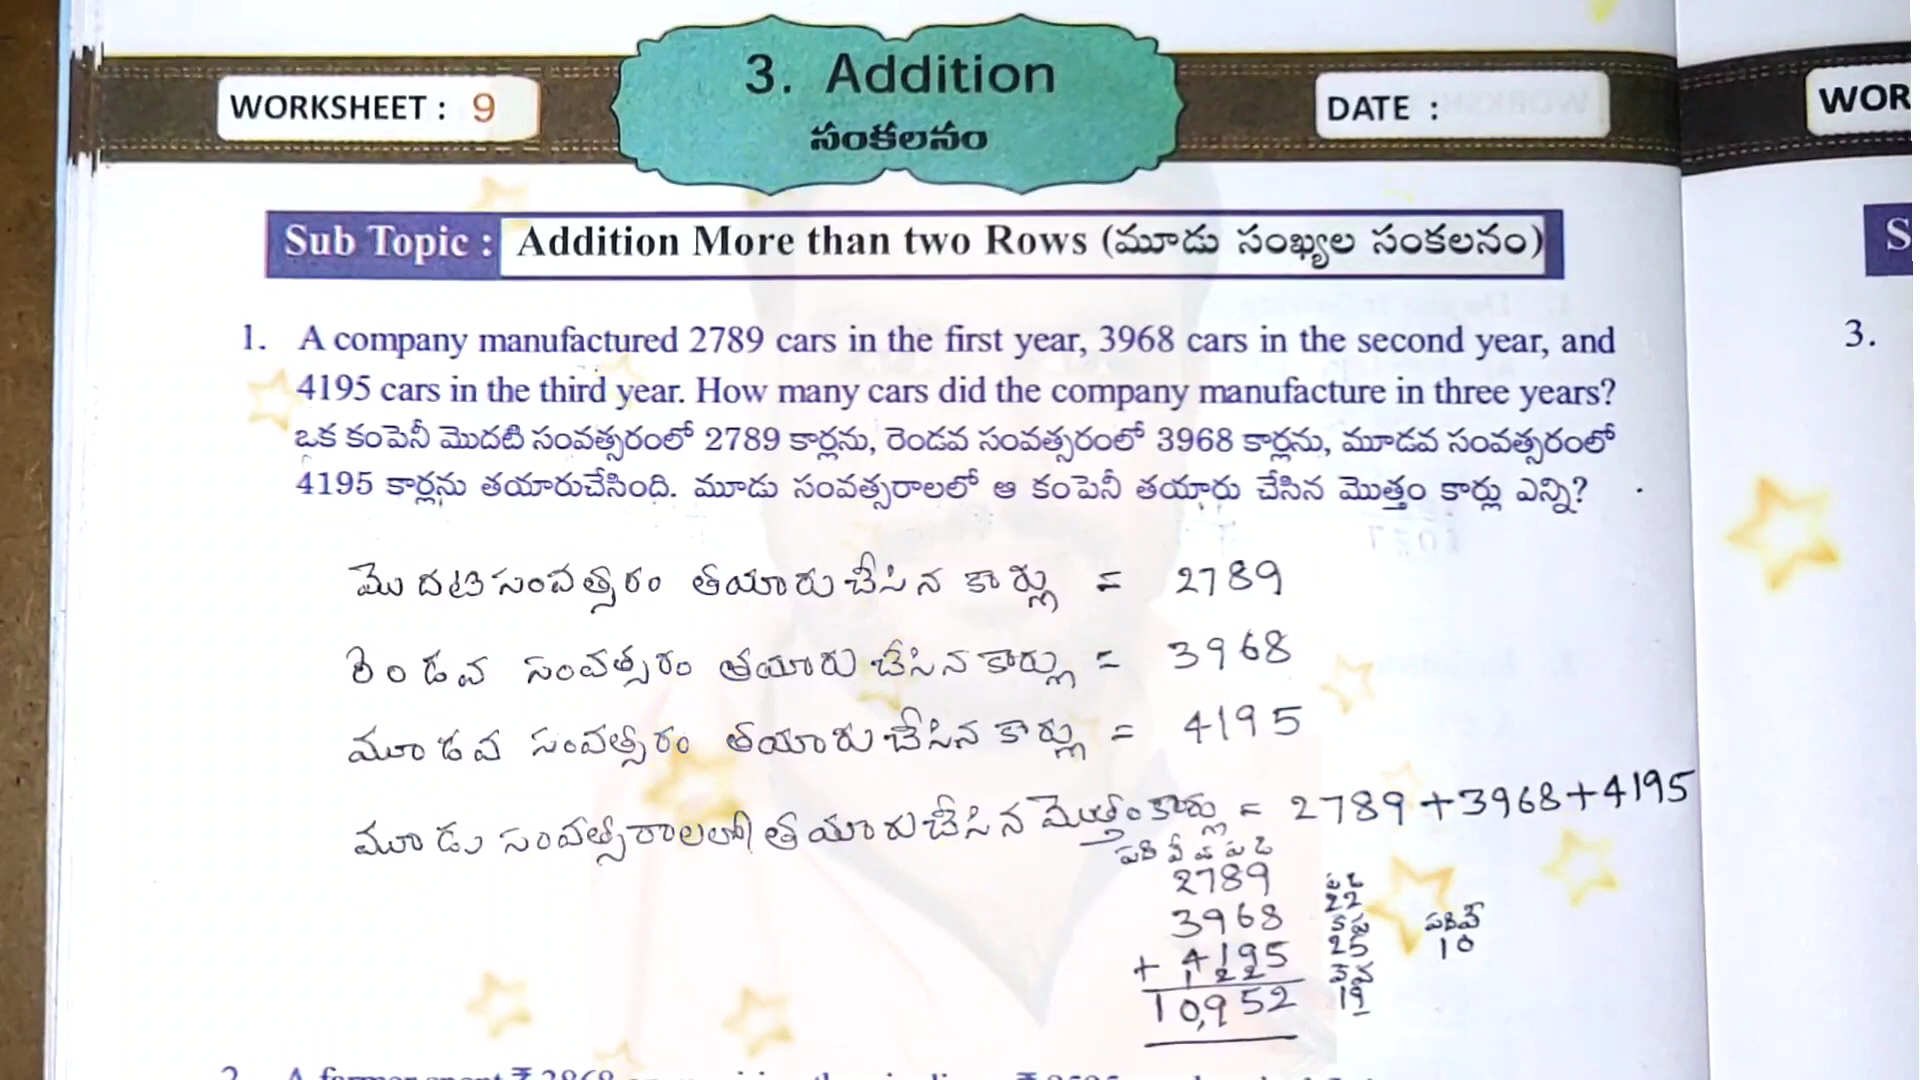 3. Addition
WORKSHEET : 9
DATE :
WOR
సంకలనం
Sub Topic : Addition More than two Rows (మూడు సంఖ్యల సంకలనం)
S
1. A company manufactured 2789 cars in the first year, 3968 cars in the second year, and
3.
4195 cars in the third year. How many cars did the company manufacture in three years?
ఒక కంపెనీ మొదటి సంవత్సరంలో 2789 కార్లను, రెండవ సంవత్సరంలో 3968 కార్లను, మూడవ సంవత్సరంలో
4195 కార్లను తయారుచేసింది. మూడు సంవత్సరాలలో ఆ కంపెనీ తయారు చేసిన మొత్తం కార్లు ఎన్ని?
మొదటి సంవత్సరం తయారు చేసిన కార్లు = 2789
రెండవ సంవత్సరం తయారు చేసిన కార్లు = 3968
మూడవ సంవత్సరం తయారు చేసిన కార్లు = 4195
మూడు సంవత్సరాలలో తయారు చేసిన మొత్తం కార్లు = 2789 + 3968 + 4195
2789
22
3968
25
10
+ 4195
122
19
10,952